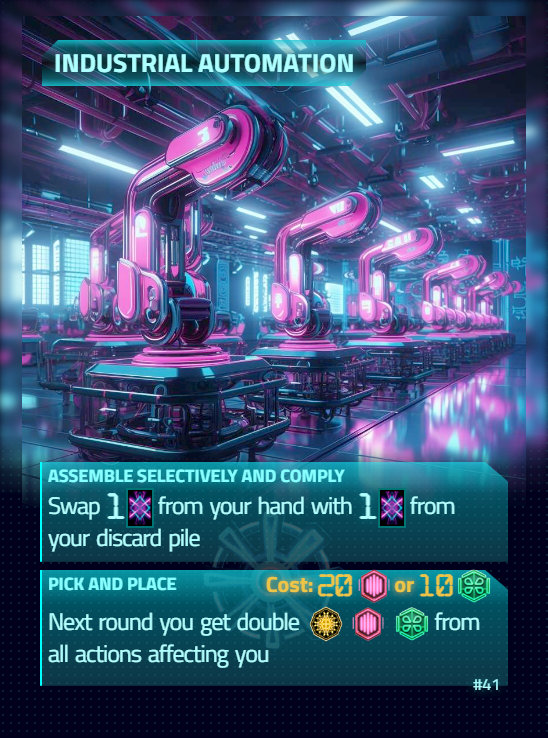 INDUSTRIAL AUTOMATION
ASSEMBLE SELECTIVELY AND COMPLY
Swap 1 from your hand with 1 from
your discard pile
PICK AND PLACE Cost: 20 or 10
Next round you get double from
all actions affecting you
#41